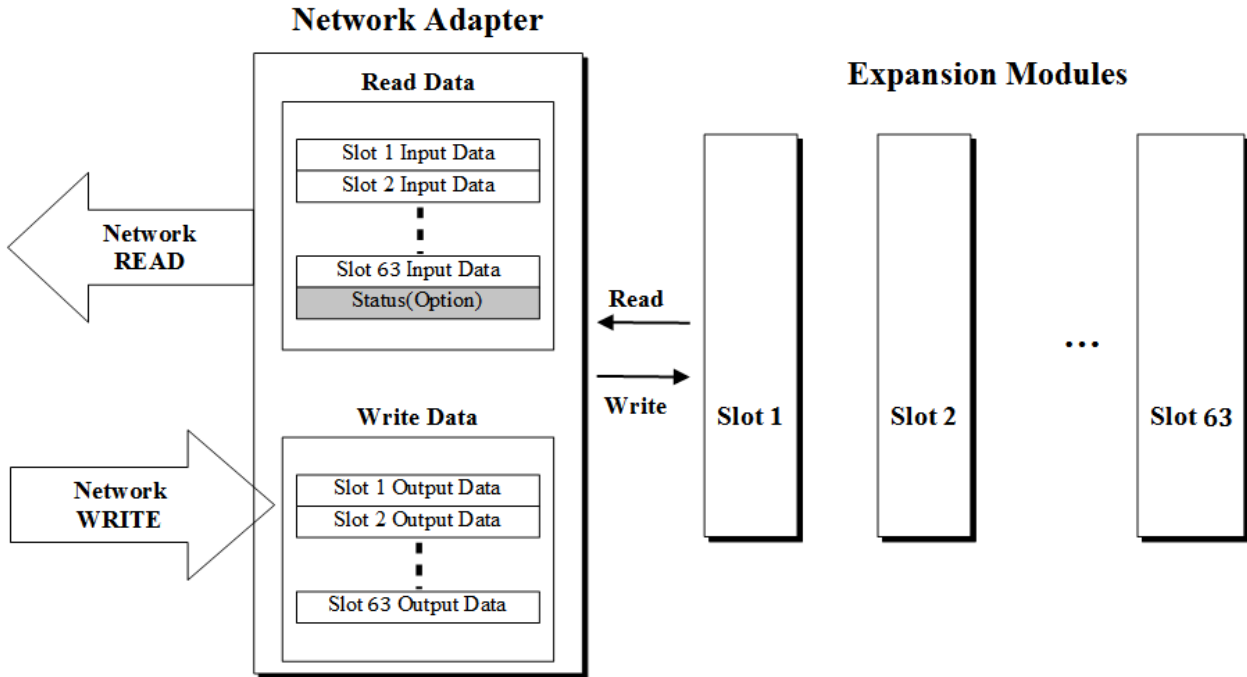 Network Adapter
Read Data
Slot 1 Input Data
Slot 2 Input Data
Slot 63 Input Data
Status(Option)
Network
READ
Write Data
Slot 1 Output Data
Slot 2 Output Data
Slot 63 Output Data
Network
WRITE
Read
Write
Expansion Modules
Slot 1
Slot 2
...
Slot 63